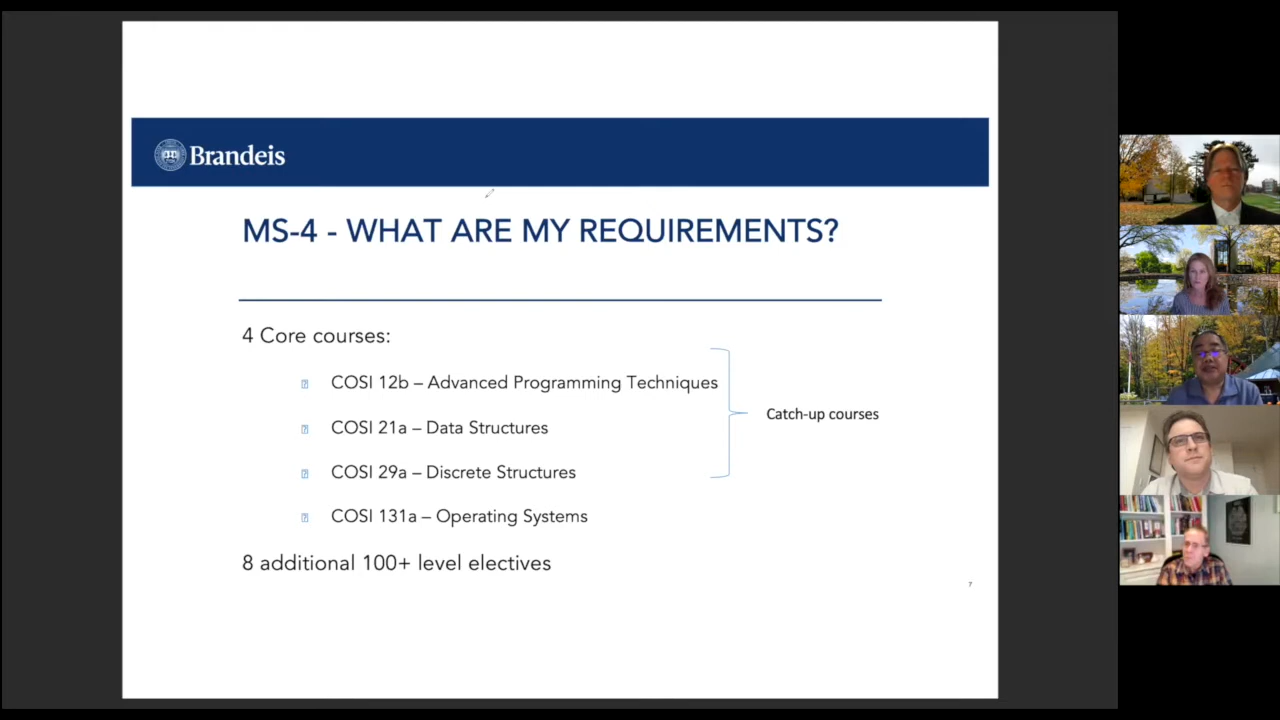 Brandeis
MS-4 - WHAT ARE MY REQUIREMENTS?
4 Core courses:
COSI 12b – Advanced Programming Techniques
COSI 21a – Data Structures
COSI 29a – Discrete Structures
COSI 131a – Operating Systems
Catch-up courses
8 additional 100+ level electives
7